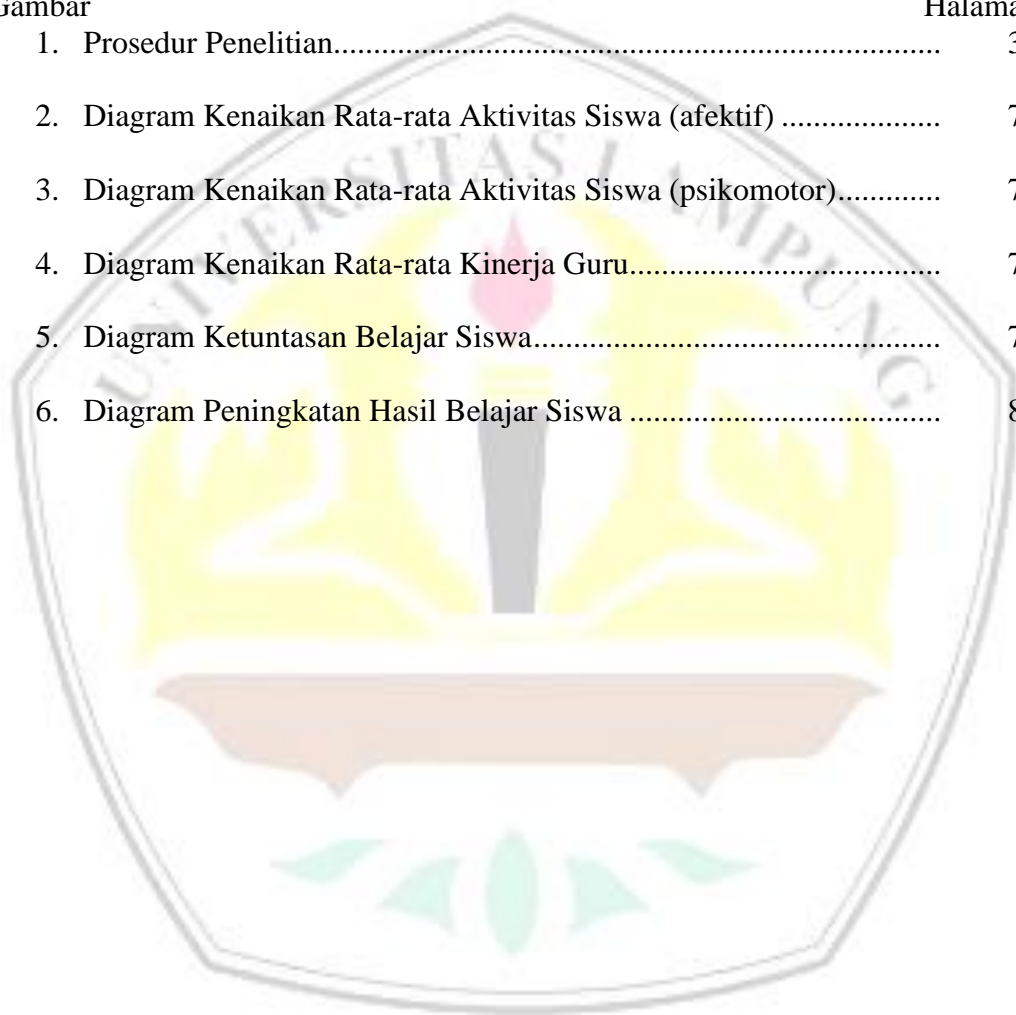 Gambar Halama
1. Prosedur Penelitian............................................................................ 3
2. Diagram Kenaikan Rata-rata Aktivitas Siswa (afektif) .................... 7
3. Diagram Kenaikan Rata-rata Aktivitas Siswa (psikomotor)............. 7
4. Diagram Kenaikan Rata-rata Kinerja Guru....................................... 7
5. Diagram Ketuntasan Belajar Siswa................................................... 7
6. Diagram Peningkatan Hasil Belajar Siswa ....................................... 8
UNIVERSITAS LAMPUNG